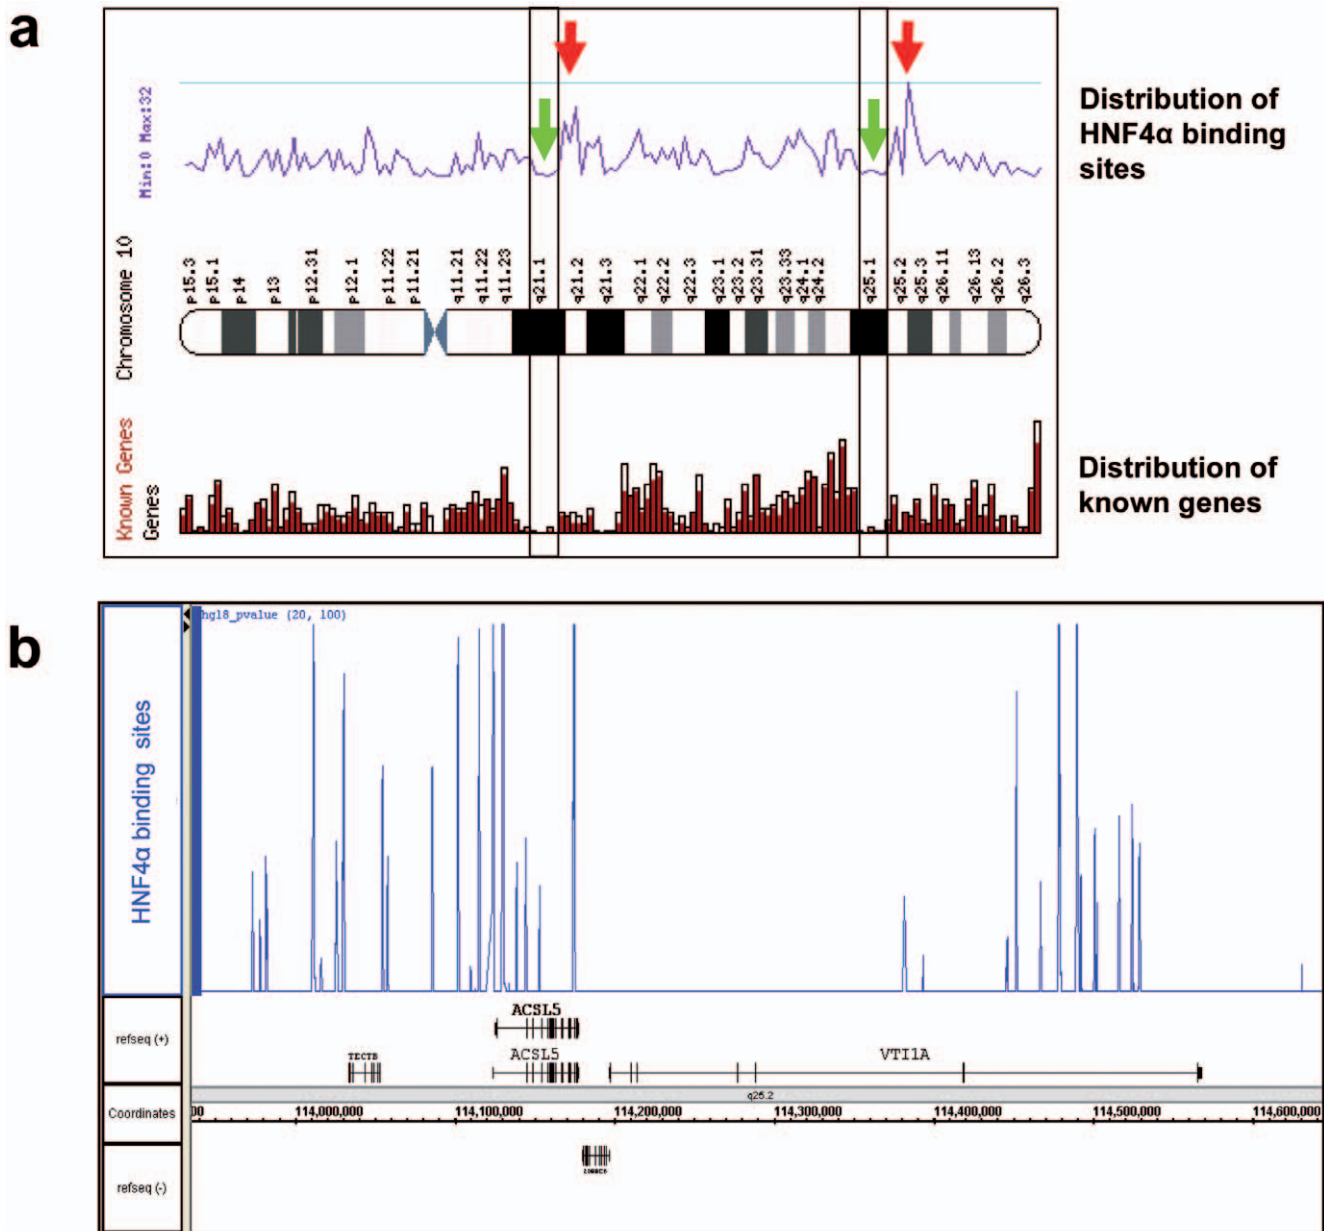 a
Distribution of
HNF4α binding
sites
Min:0 Max:32
Chromosome 10
p15.3 p15.1 p14 p13 p12.31 p12.1 p11.22 p11.21 q11.21 q11.22 q11.23 q21.1 q21.2 q21.3 q22.1 q22.2 q22.3 q23.1 q23.2 q23.31 q23.33 q24.1 q24.2 q25.1 q25.2 q25.3 q26.11 q26.13 q26.2 q26.3
Known Genes
Genes
Distribution of
known genes
b
hg18_pvalue (20, 100)
HNF4α binding sites
refseq (+)
ACSL5
TECTB ACSL5 VTI1A
q25.2
Coordinates
00 114,000,000 114,100,000 114,200,000 114,300,000 114,400,000 114,500,000 114,600,000
refseq (-)